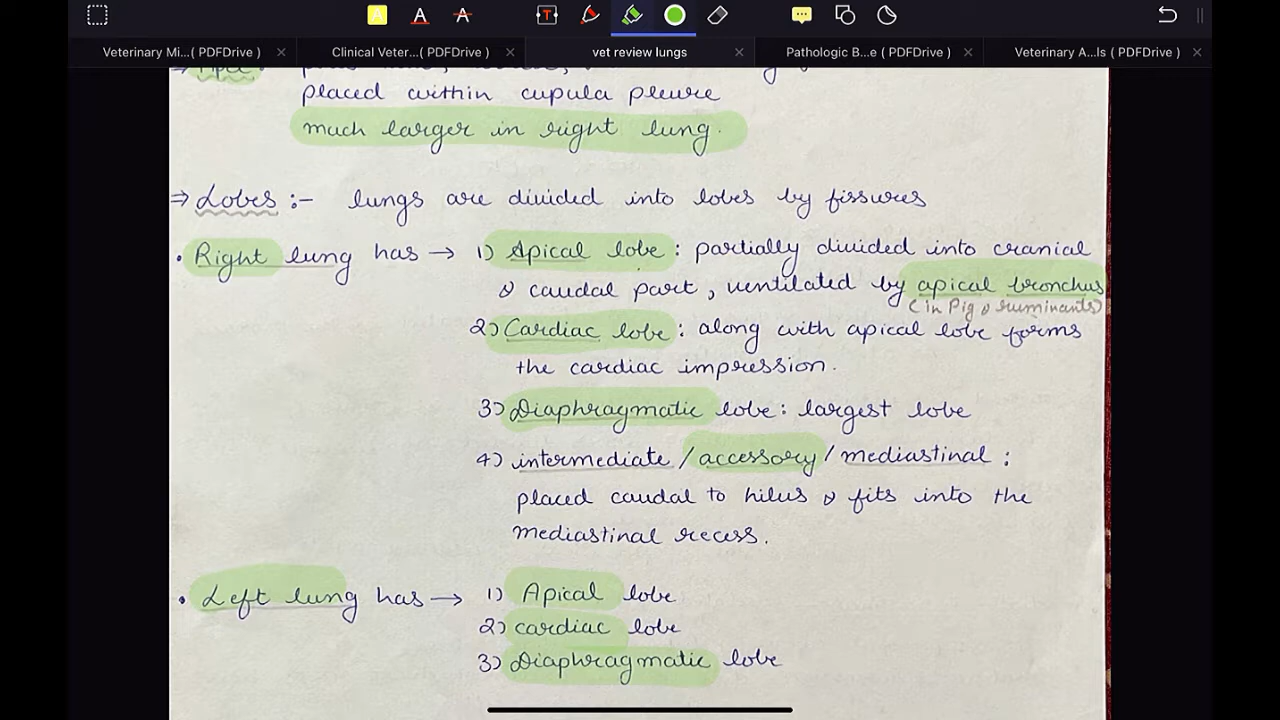 A A A T
Veterinary Mi...( PDFDrive ) ×
Clinical Veter...( PDFDrive ) ×
vet review lungs ×
Pathologic B...e ( PDFDrive ) ×
Veterinary A...ls ( PDFDrive ) ×
placed within cupula pleure
much larger in right lung.
⇒ Lobes :- lungs are divided into lobes by fissures
• Right lung has → 1) Apical lobe : partially divided into cranial
& caudal part, ventilated by apical bronchus
(in Pig & ruminants)
2) Cardiac lobe : along with apical lobe forms
the cardiac impression.
3) Diaphragmatic lobe : largest lobe
4) intermediate / accessory / mediastinal :
placed caudal to hilus & fits into the
mediastinal recess.
• Left lung has → 1) Apical lobe
2) cardiac lobe
3) Diaphragmatic lobe